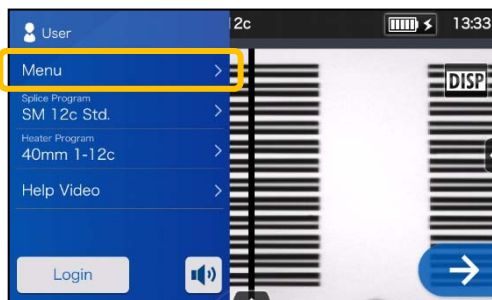 User
2c
13:33
Menu
DISP
Splice Program
SM 12c Std.
Heater Program
40mm 1-12c
Help Video
Login